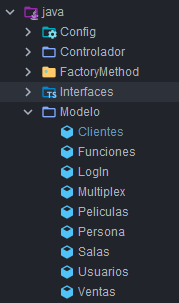 java
Config
Controlador
FactoryMethod
Interfaces
Modelo
Clientes
Funciones
LogIn
Multiplex
Peliculas
Persona
Salas
Usuarios
Ventas